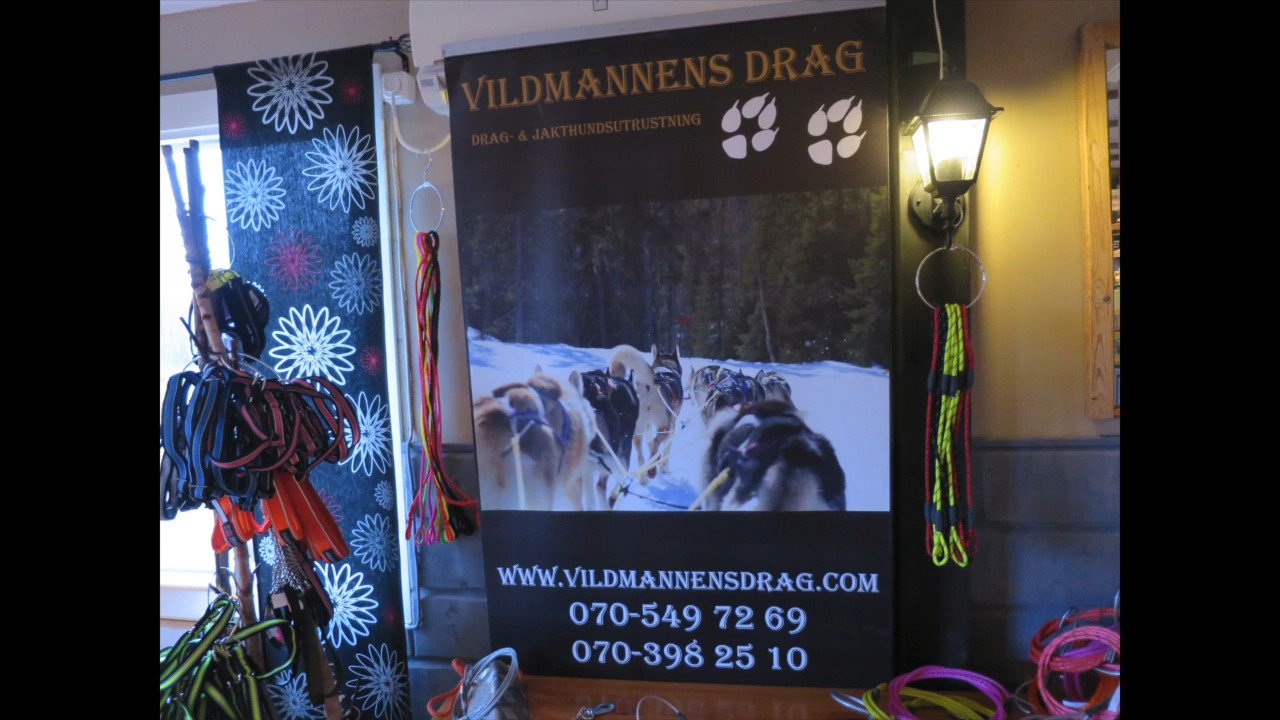 VILDMANNENS DRAG
DRAG- & JAKTHUNDSUTRUSTNING
WWW.VILDMANNENSDRAG.COM
070-549 72 69
070-398 25 10